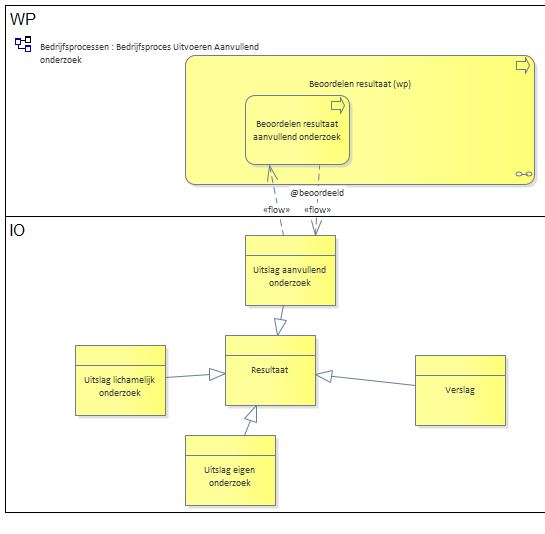 WP
Bedrijfsprocessen : Bedrijfsproces Uitvoeren Aanvullend
onderzoek
Beoordelen resultaat (wp)
Beoordelen resultaat
aanvullend onderzoek
@beoordeeld
«flow» «flow»
IO
Uitslag aanvullend
onderzoek
Resultaat
Uitslag lichamelijk
onderzoek
Verslag
Uitslag eigen
onderzoek